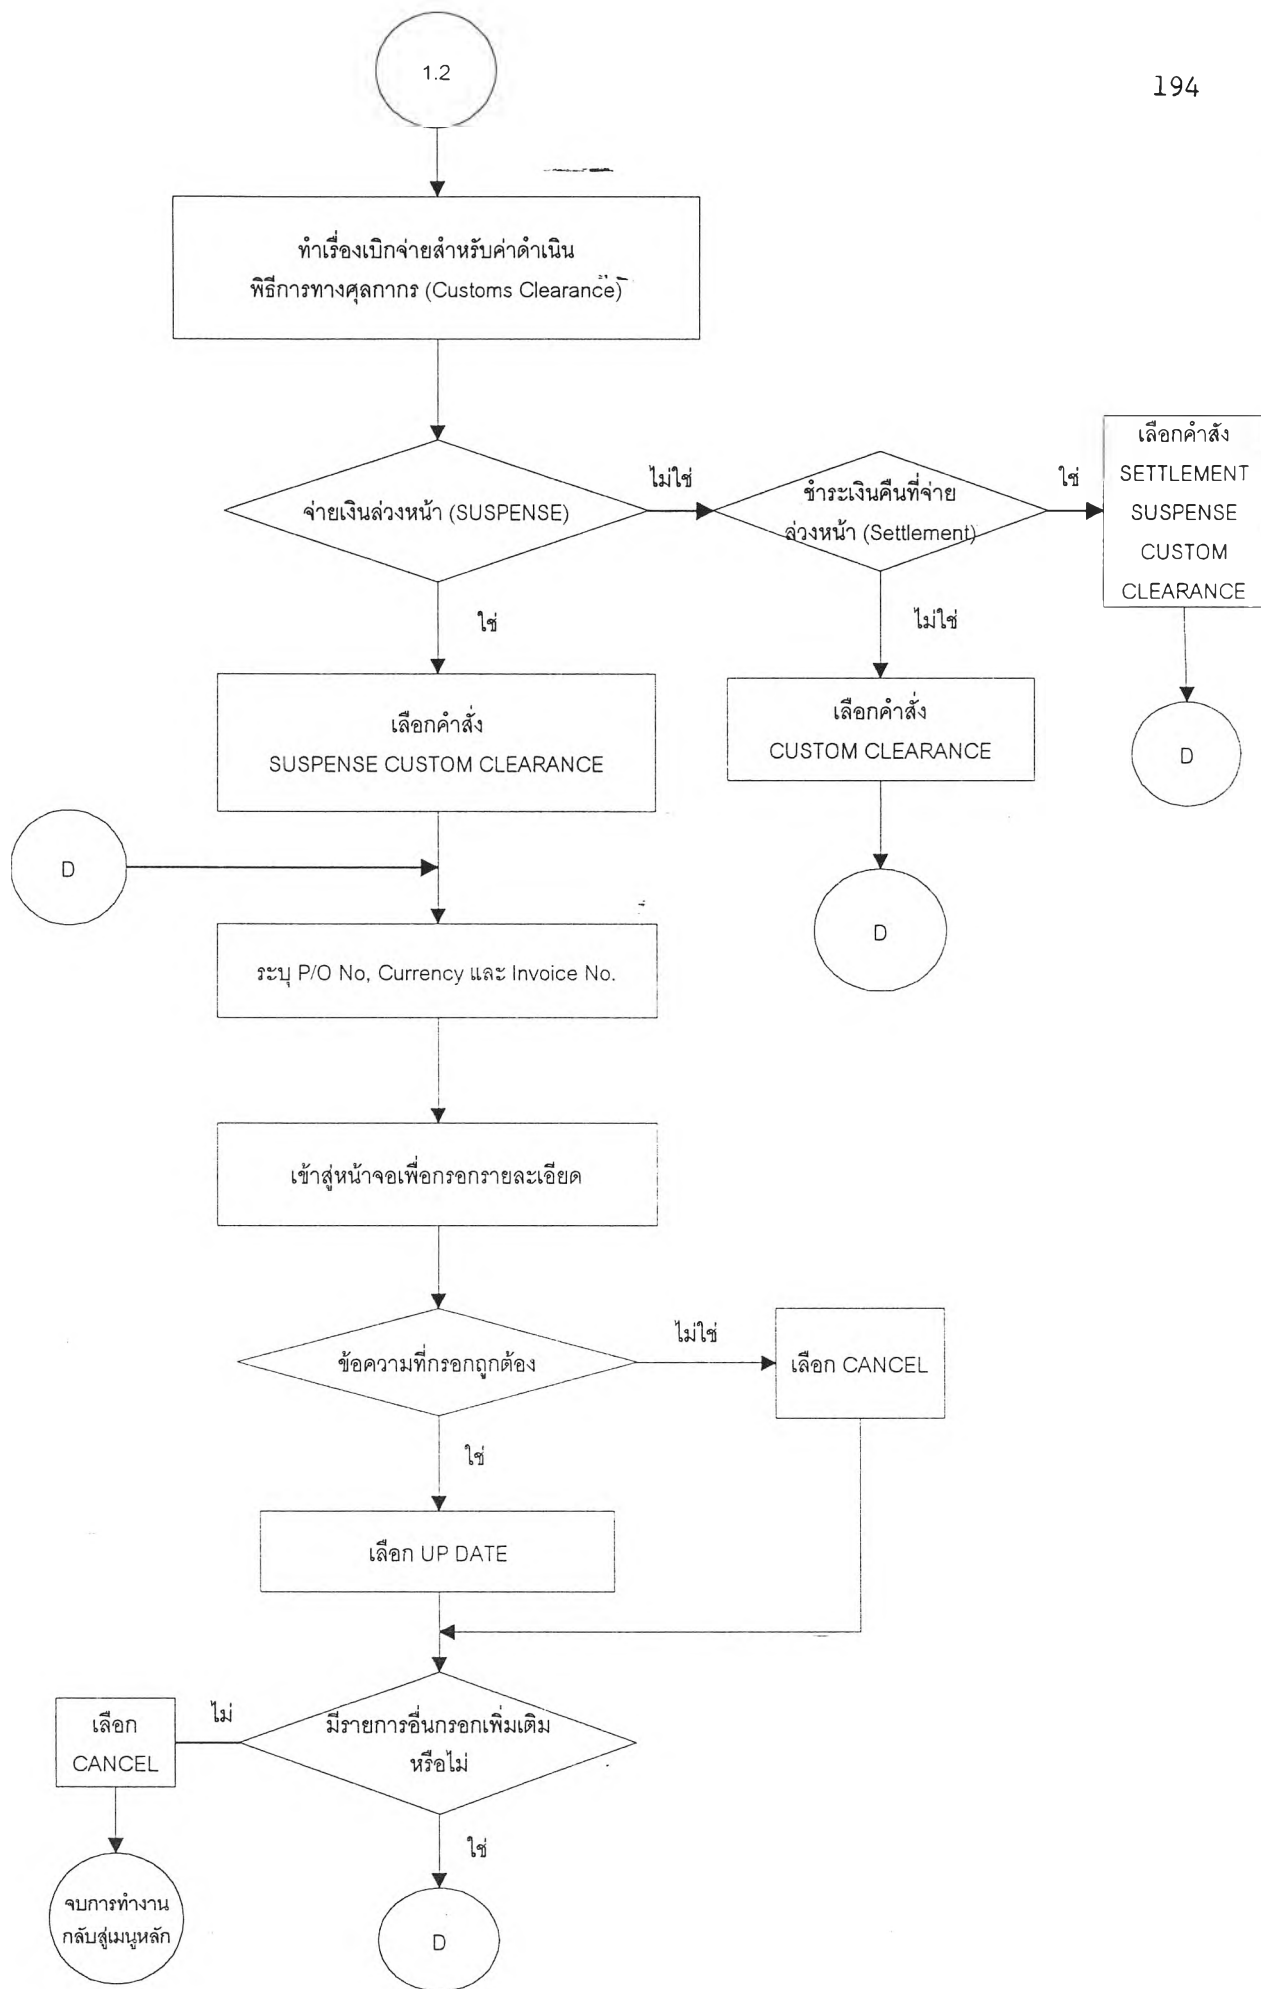 1.2
194
ทำเรื่องเบิกจ่ายสำหรับค่าดำเนิน
พิธีการทางศุลกากร (Customs Clearance)
จ่ายเงินล่วงหน้า (SUSPENSE)
ไม่ใช่
ชำระเงินคืนที่จ่าย
ล่วงหน้า (Settlement)
ใช่
เลือกคำสั่ง
SETTLEMENT
SUSPENSE
CUSTOM
CLEARANCE
ใช่
ไม่ใช่
เลือกคำสั่ง
SUSPENSE CUSTOM CLEARANCE
เลือกคำสั่ง
CUSTOM CLEARANCE
D
D
D
ระบุ P/O No, Currency และ Invoice No.
เข้าสู่หน้าจอเพื่อกรอกรายละเอียด
ข้อความที่กรอกถูกต้อง
ไม่ใช่
เลือก CANCEL
ใช่
เลือก UP DATE
มีรายการอื่นกรอกเพิ่มเติม
หรือไม่
ไม่
เลือก
CANCEL
ใช่
จบการทำงาน
กลับสู่เมนูหลัก
D